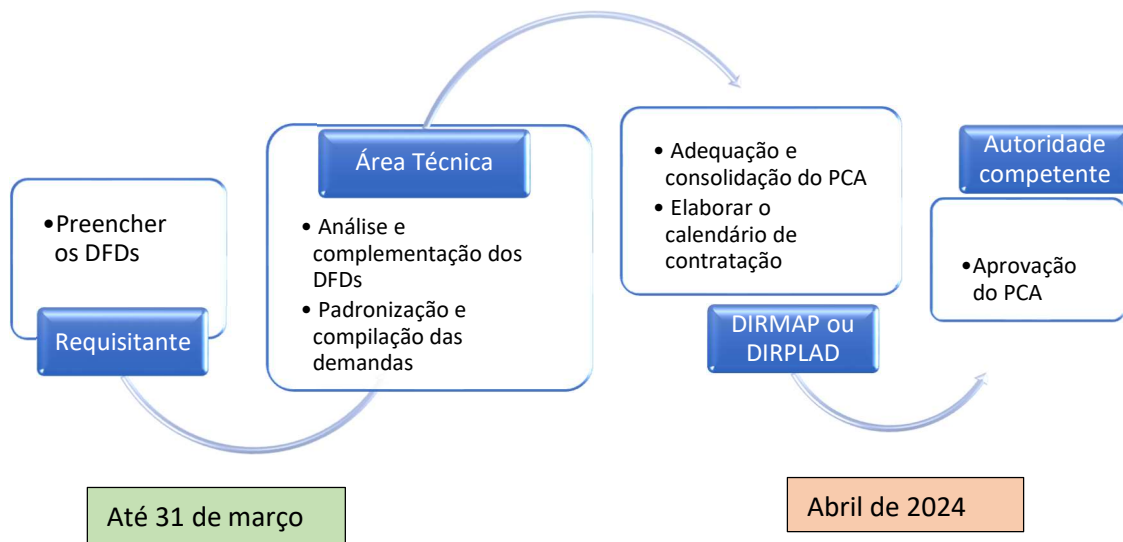 •Preencher
os DFDs
Requisitante
Área Técnica
• Análise e
complementação dos
DFDs
• Padronização e
compilação das
demandas
• Adequação e
consolidação do PCA
• Elaborar o
calendário de
contratação
DIRMAP ou
DIRPLAD
Autoridade
competente
•Aprovação
do PCA
Até 31 de março
Abril de 2024